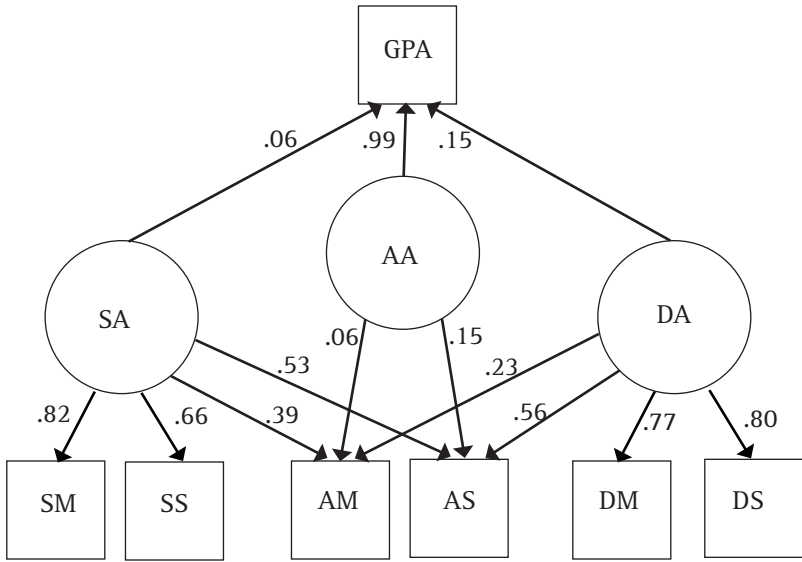 GPA
.06
.99
.15
AA
SA
DA
.06
.15
.53
.23
.82
.66
.39
.56
.77
.80
SM
SS
AM
AS
DM
DS